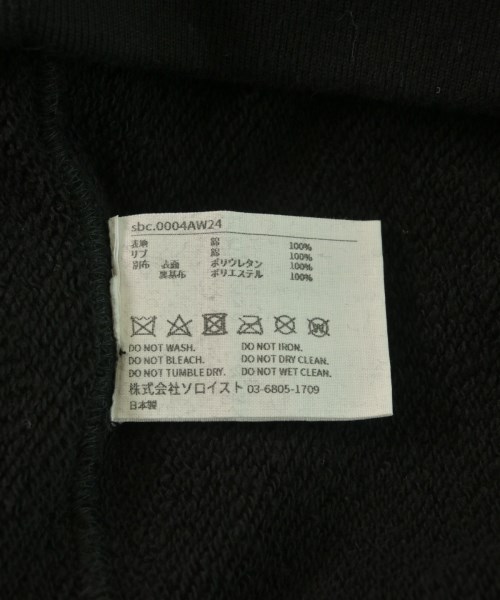 sbc.0004AW24
表地 綿 100%
リブ 綿 100%
別布 表面 ポリウレタン 100%
裏基布 ポリエステル 100%
DO NOT WASH. DO NOT IRON.
DO NOT BLEACH. DO NOT DRY CLEAN.
DO NOT TUMBLE DRY. DO NOT WET CLEAN.
株式会社ソロイスト 03-6805-1709
日本製